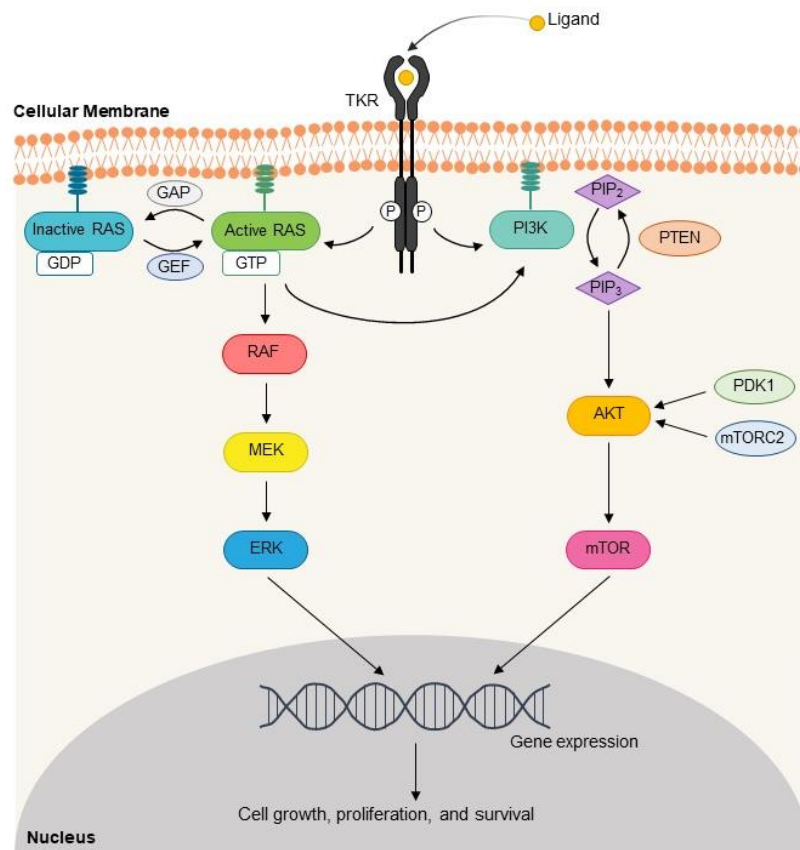 Ligand
TKR
Cellular Membrane
GAP
PIP₂
P P
Inactive RAS
Active RAS
PI3K
PTEN
GDP
GEF
GTP
PIP₃
RAF
PDK1
AKT
MEK
mTORC2
ERK
mTOR
Gene expression
Cell growth, proliferation, and survival
Nucleus